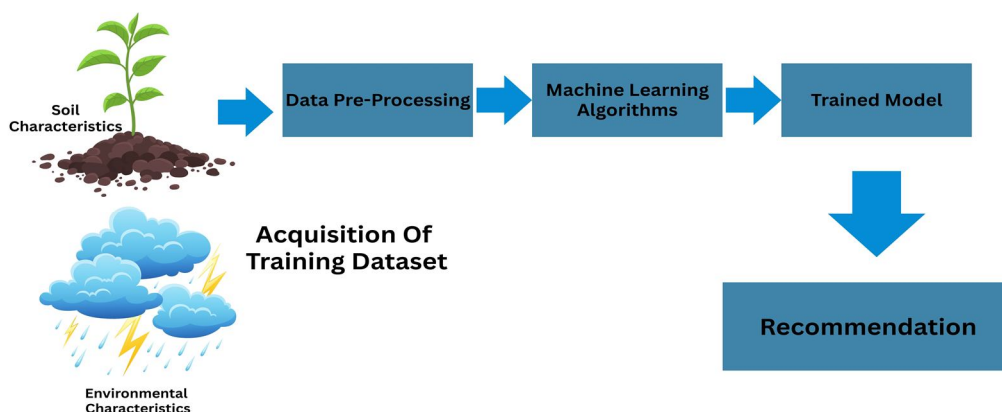 Soil
Characteristics
Data Pre-Processing
Machine Learning
Algorithms
Trained Model
Acquisition Of
Training Dataset
Recommendation
Environmental
Characteristics